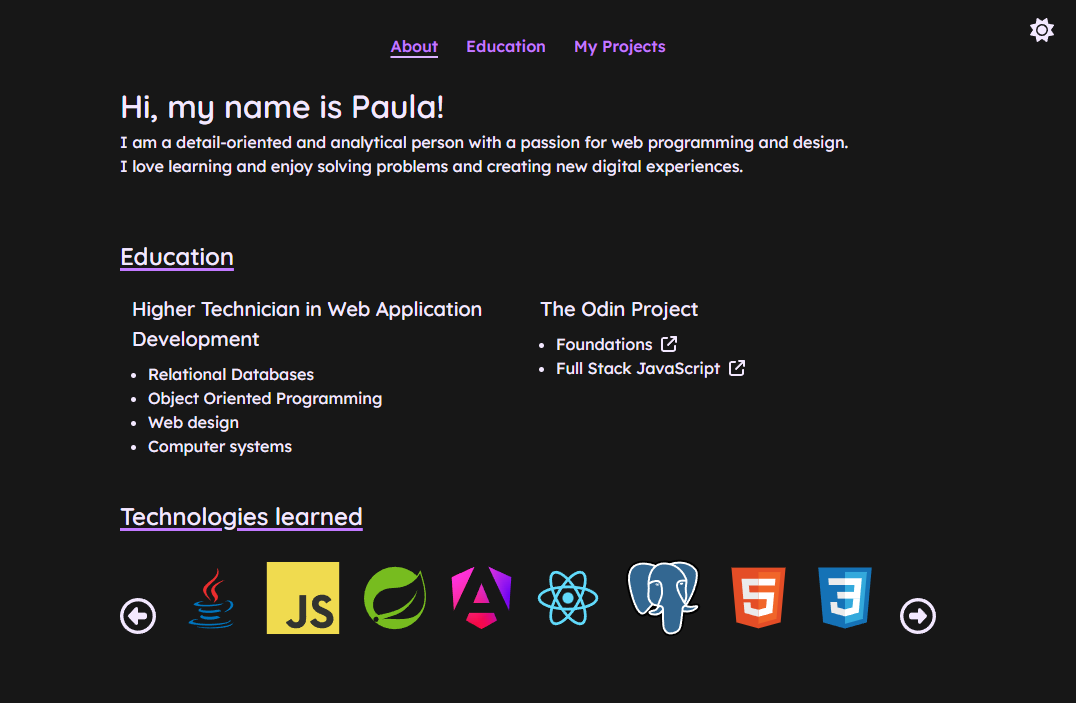 About Education My Projects
Hi, my name is Paula!
I am a detail-oriented and analytical person with a passion for web programming and design.
I love learning and enjoy solving problems and creating new digital experiences.
Education
Higher Technician in Web Application
Development
Relational Databases
Object Oriented Programming
Web design
Computer systems
The Odin Project
Foundations
Full Stack JavaScript
Technologies learned
JS
5
3